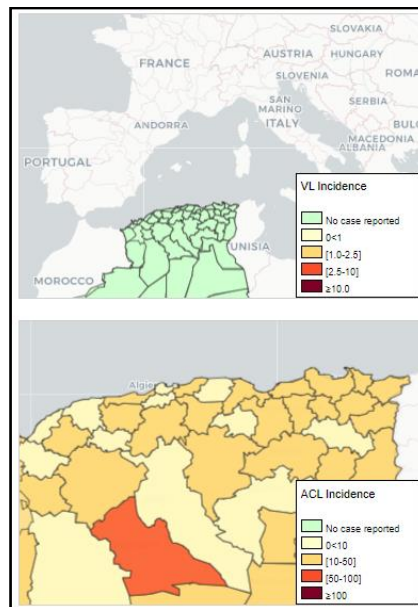 SLOVAKIA
FRANCE
AUSTRIA
HUNGARY
SLOVENIA
ROMA
SAN
MARINO
ITALY
SERBIA
ANDORRA
BULG
MACEDONIA
ALBANIA
PORTUGAL
TUNISIA
MOROCCO
VL Incidence
No case reported
0<1
[1.0-2.5]
[2.5-10]
≥10.0
Algiers
ACL Incidence
No case reported
0<10
[10-50]
[50-100]
≥100